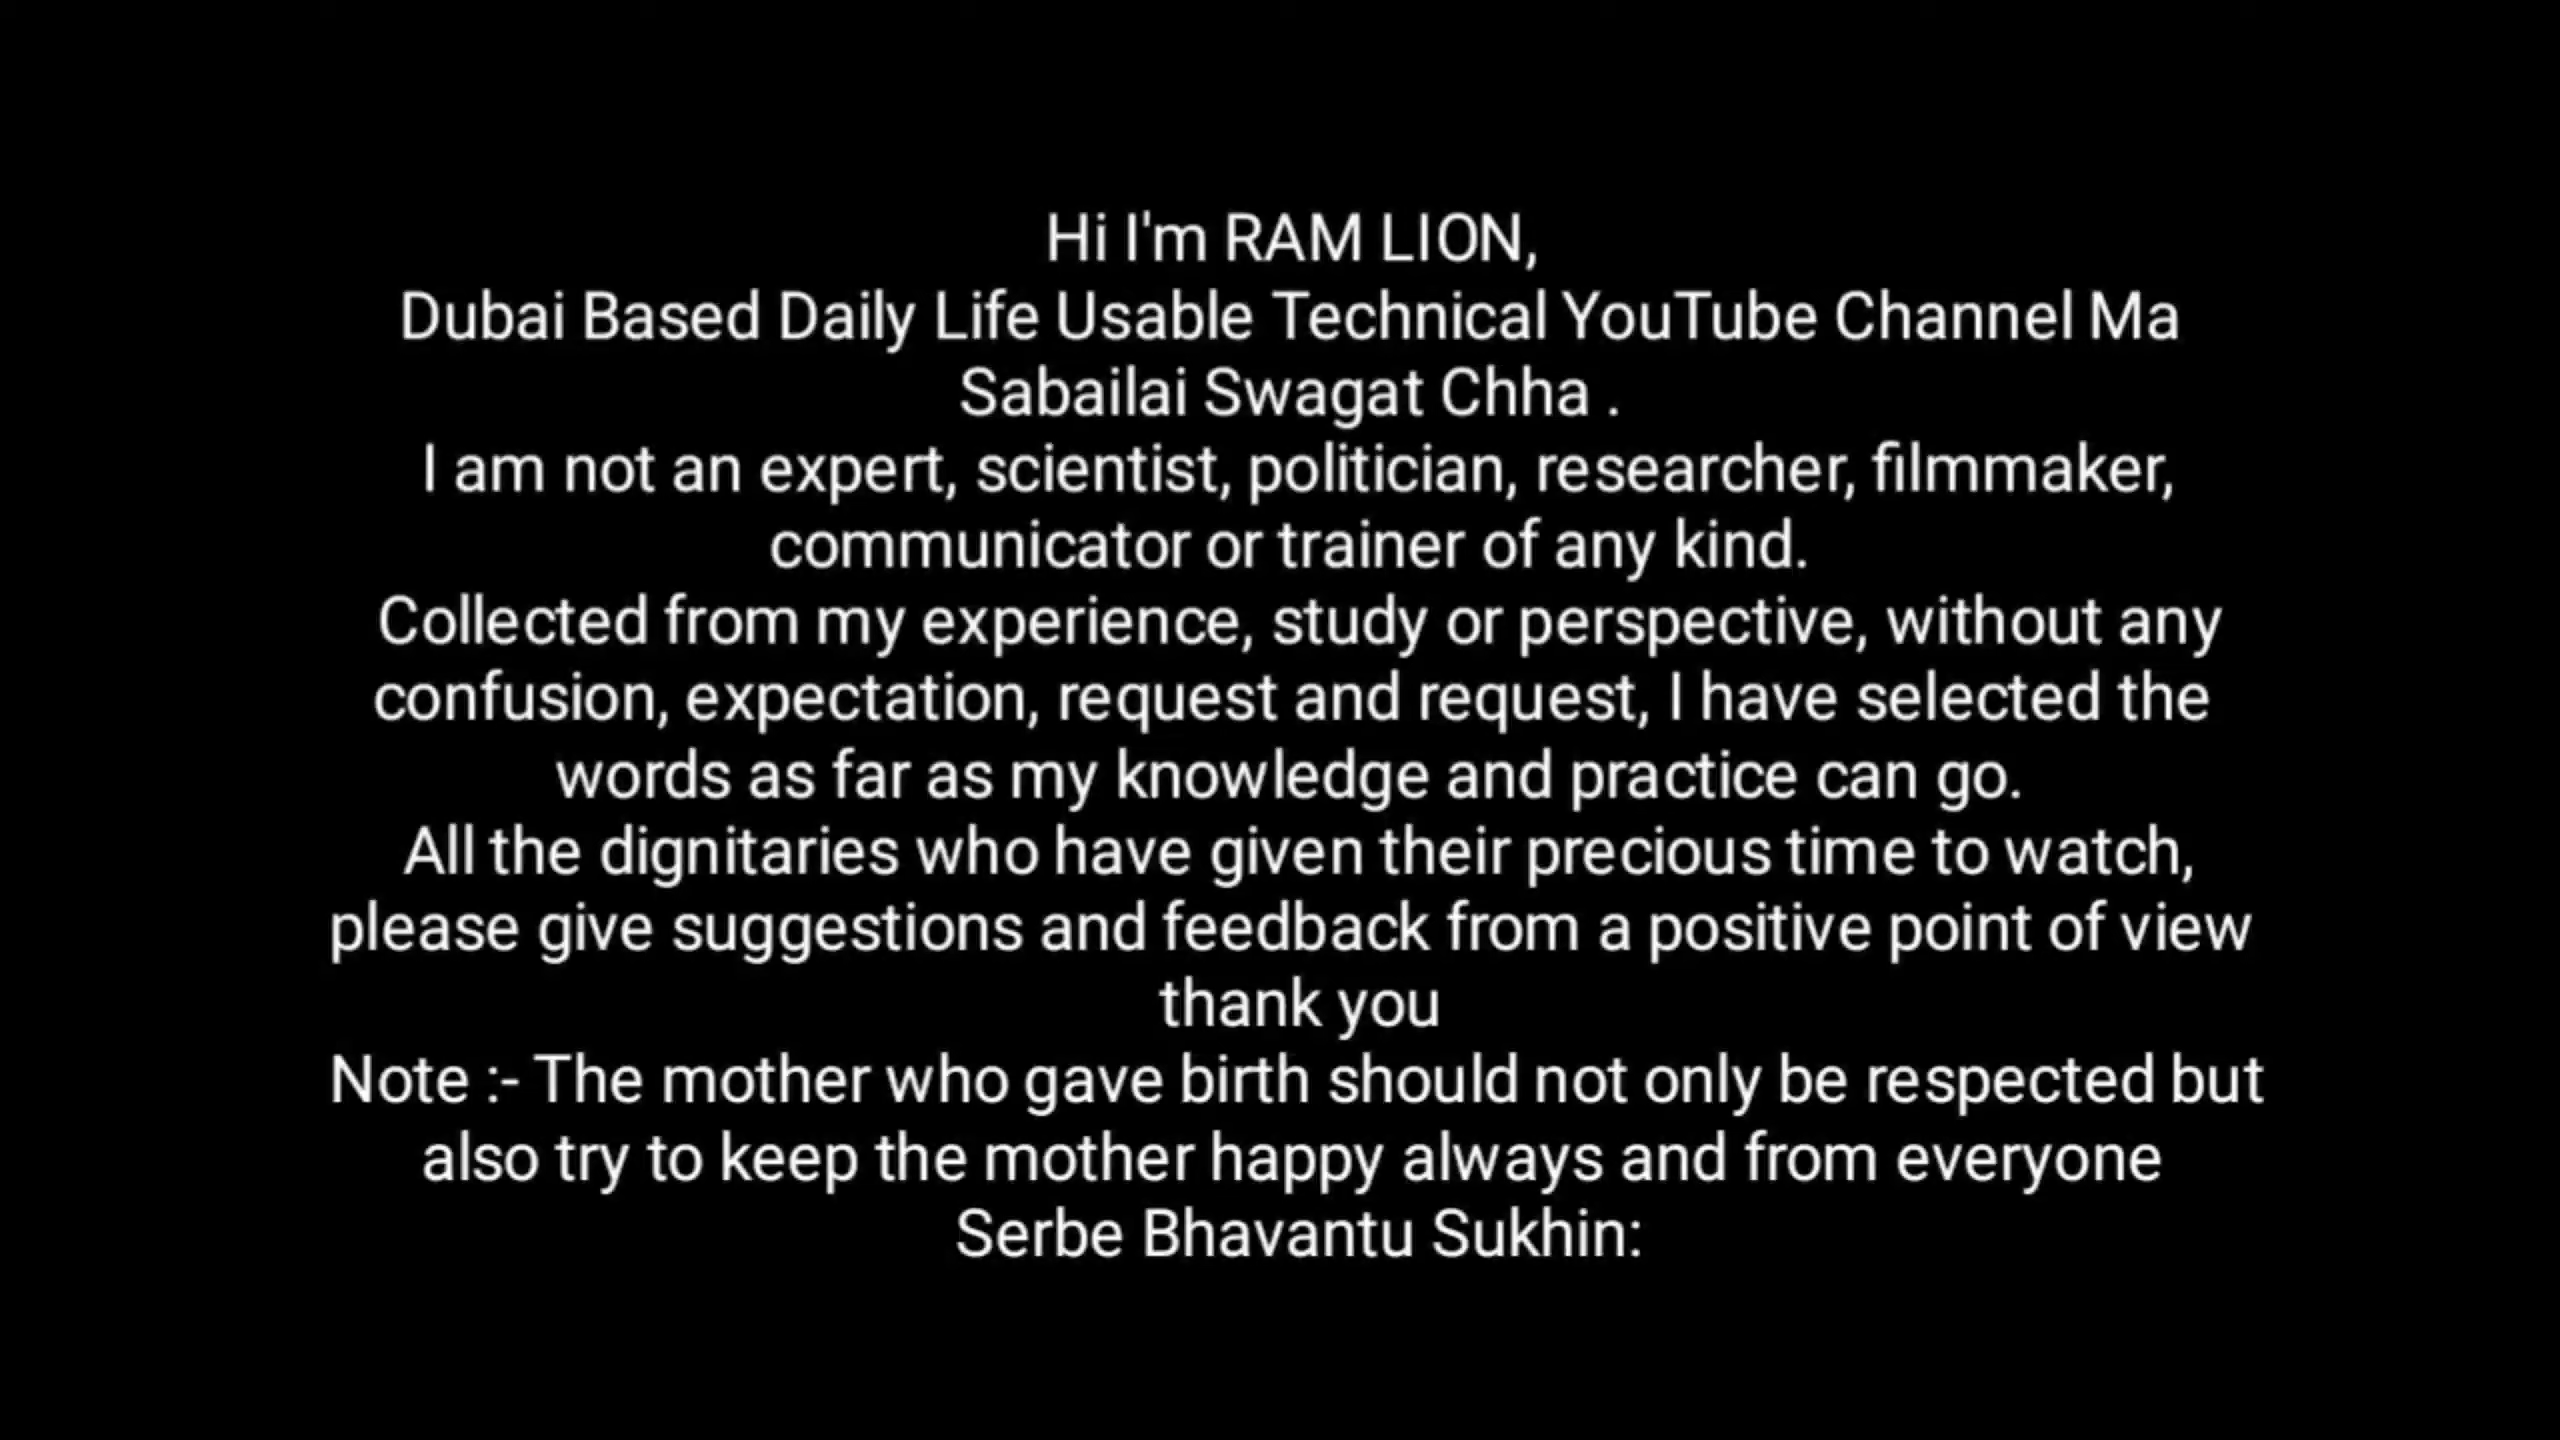 Hi I'm RAM LION,
Dubai Based Daily Life Usable Technical YouTube Channel Ma
Sabailai Swagat Chha .
I am not an expert, scientist, politician, researcher, filmmaker,
communicator or trainer of any kind.
Collected from my experience, study or perspective, without any
confusion, expectation, request and request, I have selected the
words as far as my knowledge and practice can go.
All the dignitaries who have given their precious time to watch,
please give suggestions and feedback from a positive point of view
thank you
Note :- The mother who gave birth should not only be respected but
also try to keep the mother happy always and from everyone
Serbe Bhavantu Sukhin: